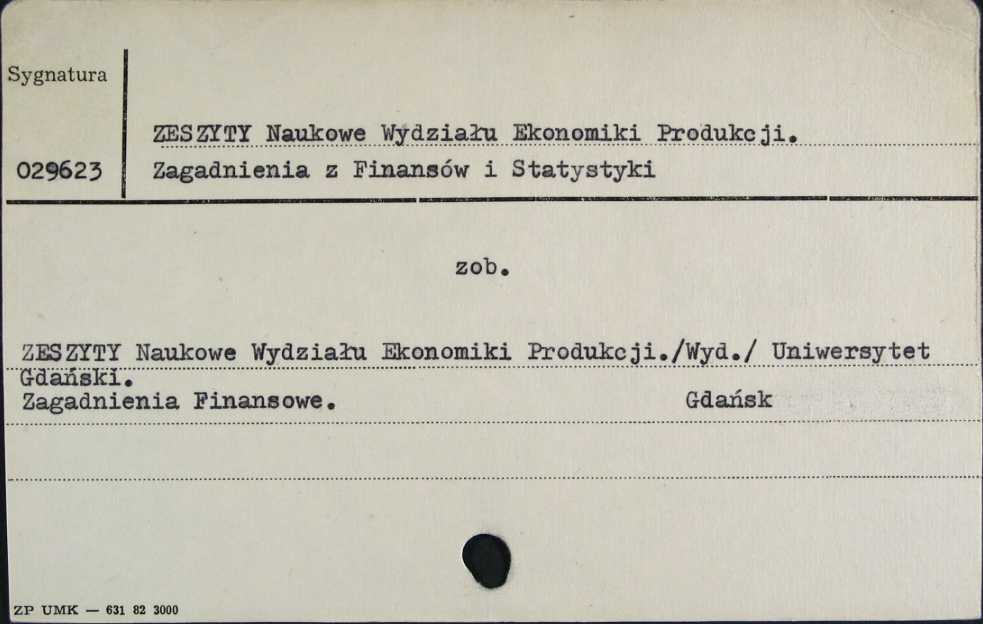 Sygnatura
ZESZYTY Naukowe Wydziału Ekonomiki Produkcji.
029623 Zagadnienia z Finansów i Statystyki
zob.
ZESZYTY Naukowe Wydziału Ekonomiki Produkcji./Wyd./ Uniwersytet
Gdański.
Zagadnienia Finansowe. Gdańsk
ZP UMK — 631 82 3000